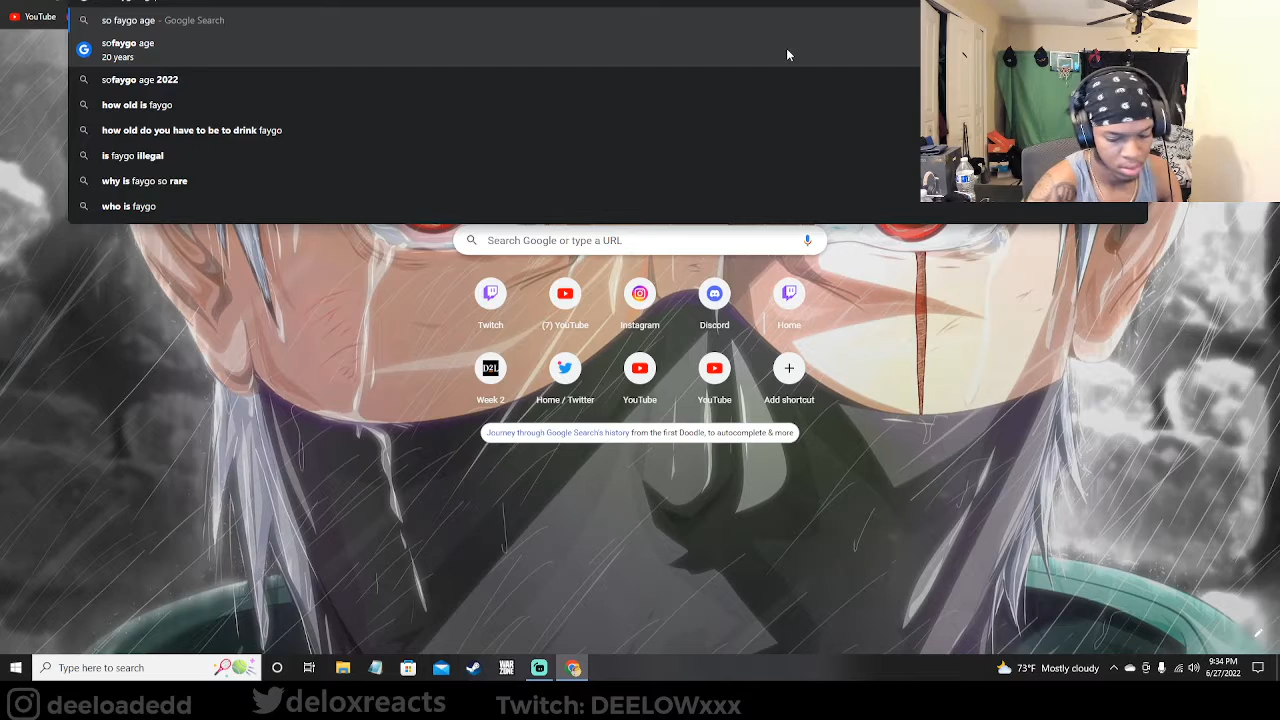 YouTube
so faygo age - Google Search
sofaygo age
20 years
sofaygo age 2022
how old is faygo
how old do you have to be to drink faygo
is faygo illegal
why is faygo so rare
who is faygo
Search Google or type a URL
Twitch
(7) YouTube
Instagram
Discord
Home
D2L
Week 2
Home / Twitter
YouTube
YouTube
Add shortcut
Journey through Google Search's history from the first Doodle, to autocomplete & more
Type here to search
WAR
ZONE
73°F Mostly cloudy
9:34 PM
6/27/2022
deeloadedd
deloxreacts
Twitch: DEELOWxxx